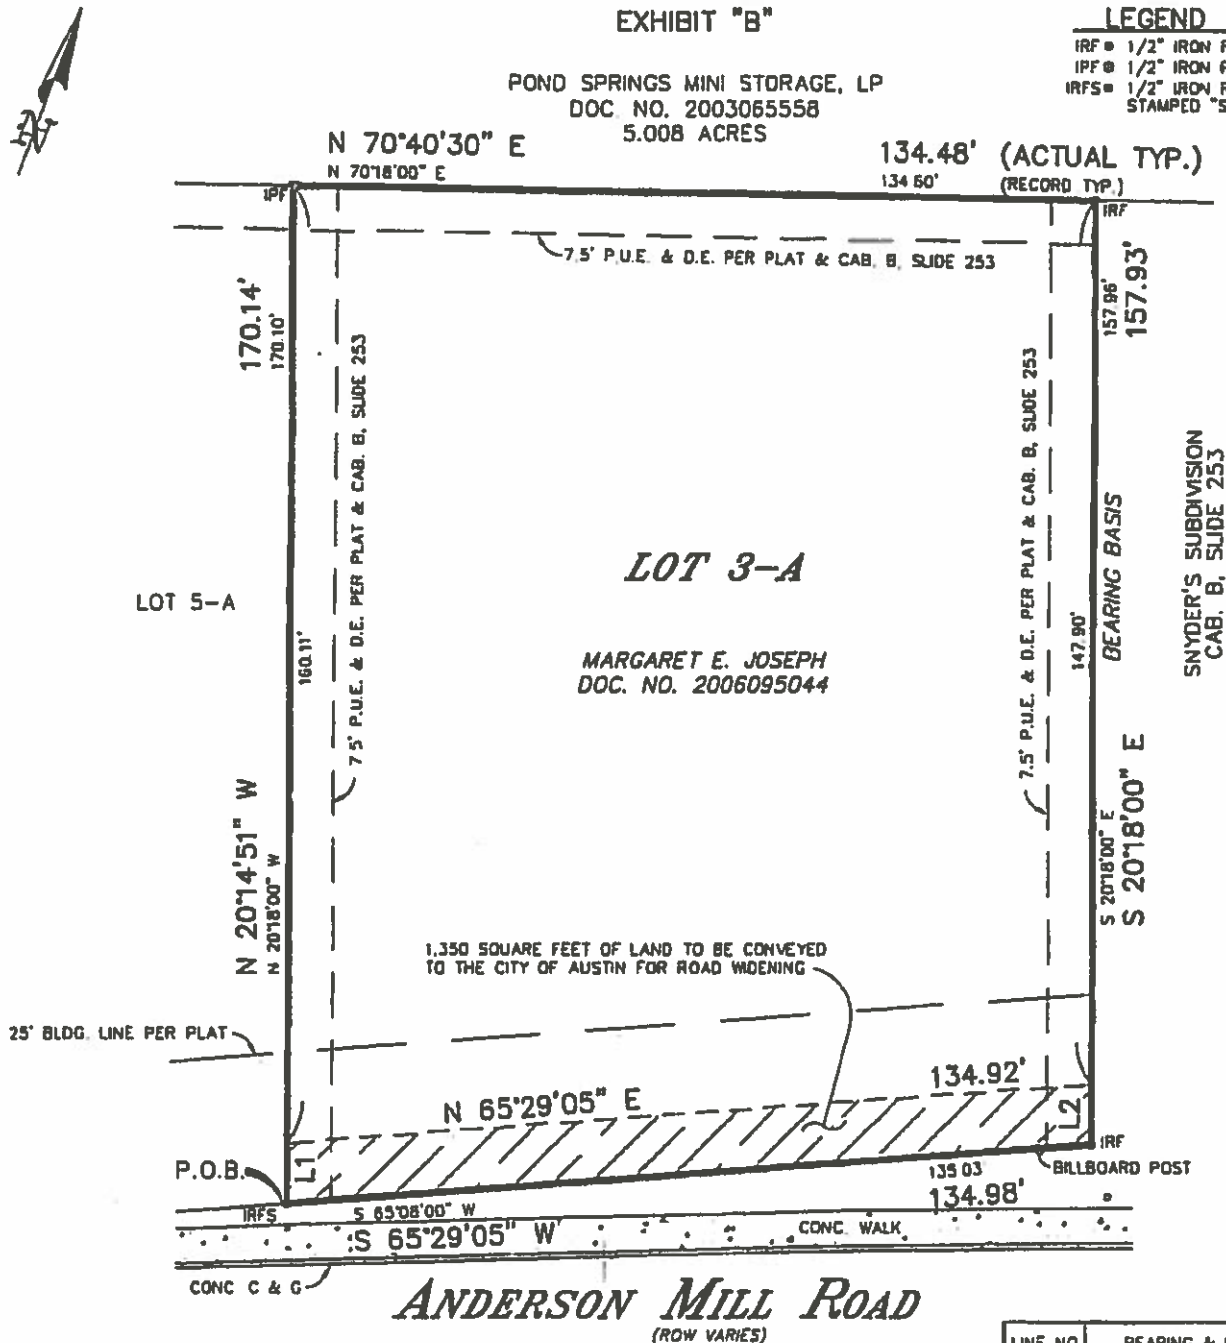 EXHIBIT "B"
LEGEND
IRF 1/2" IRON
IPF 1/2" IRON
IRFS 1/2" IRON
STAMPED
POND SPRINGS MINI STORAGE, LP
DOC. NO. 2003065558
5.008 ACRES
N 70°40'30" E
N 70°18'00" E
134.48' (ACTUAL TYP.)
134.60' (RECORD TYP.)
IPF
IRF
7.5' P.U.E. & D.E. PER PLAT & CAB. B, SLIDE 253
170.14'
170.10'
157.96'
157.93'
7.5' P.U.E. & D.E. PER PLAT & CAB. B, SLIDE 253
7.5' P.U.E. & D.E. PER PLAT & CAB. B, SLIDE 253
SNYDER'S SUBDIVISION
CAB. B, SLIDE 253
BEARING BASIS
LOT 3-A
LOT 5-A
160.11'
147.90'
MARGARET E. JOSEPH
DOC. NO. 2006095044
N 20°14'51" W
N 20°18'00" W
S 20°18'00" E
S 20°18'00" E
1,350 SQUARE FEET OF LAND TO BE CONVEYED
TO THE CITY OF AUSTIN FOR ROAD WIDENING
25' BLDG. LINE PER PLAT
N 65°29'05" E
134.92'
L1
L2
P.O.B.
IRF
BILLBOARD POST
IRFS
S 65°08'00" W
135.03
134.98'
S 65°29'05" W
CONC. WALK
CONC C & G
ANDERSON MILL ROAD
(ROW VARIES)
LINE NO